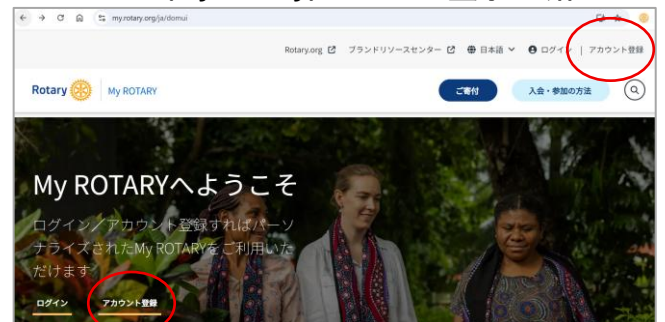 my.rotary.org/ja/domui
Rotary.org ブランドリソースセンター 日本語 ログイン | アカウント登録
Rotary My ROTARY ご寄付 入会・参加の方法
My ROTARYへようこそ
ログイン/アカウント登録すればパーソ
ナライズされたMy ROTARYをご利用いた
だけます
ログイン アカウント登録